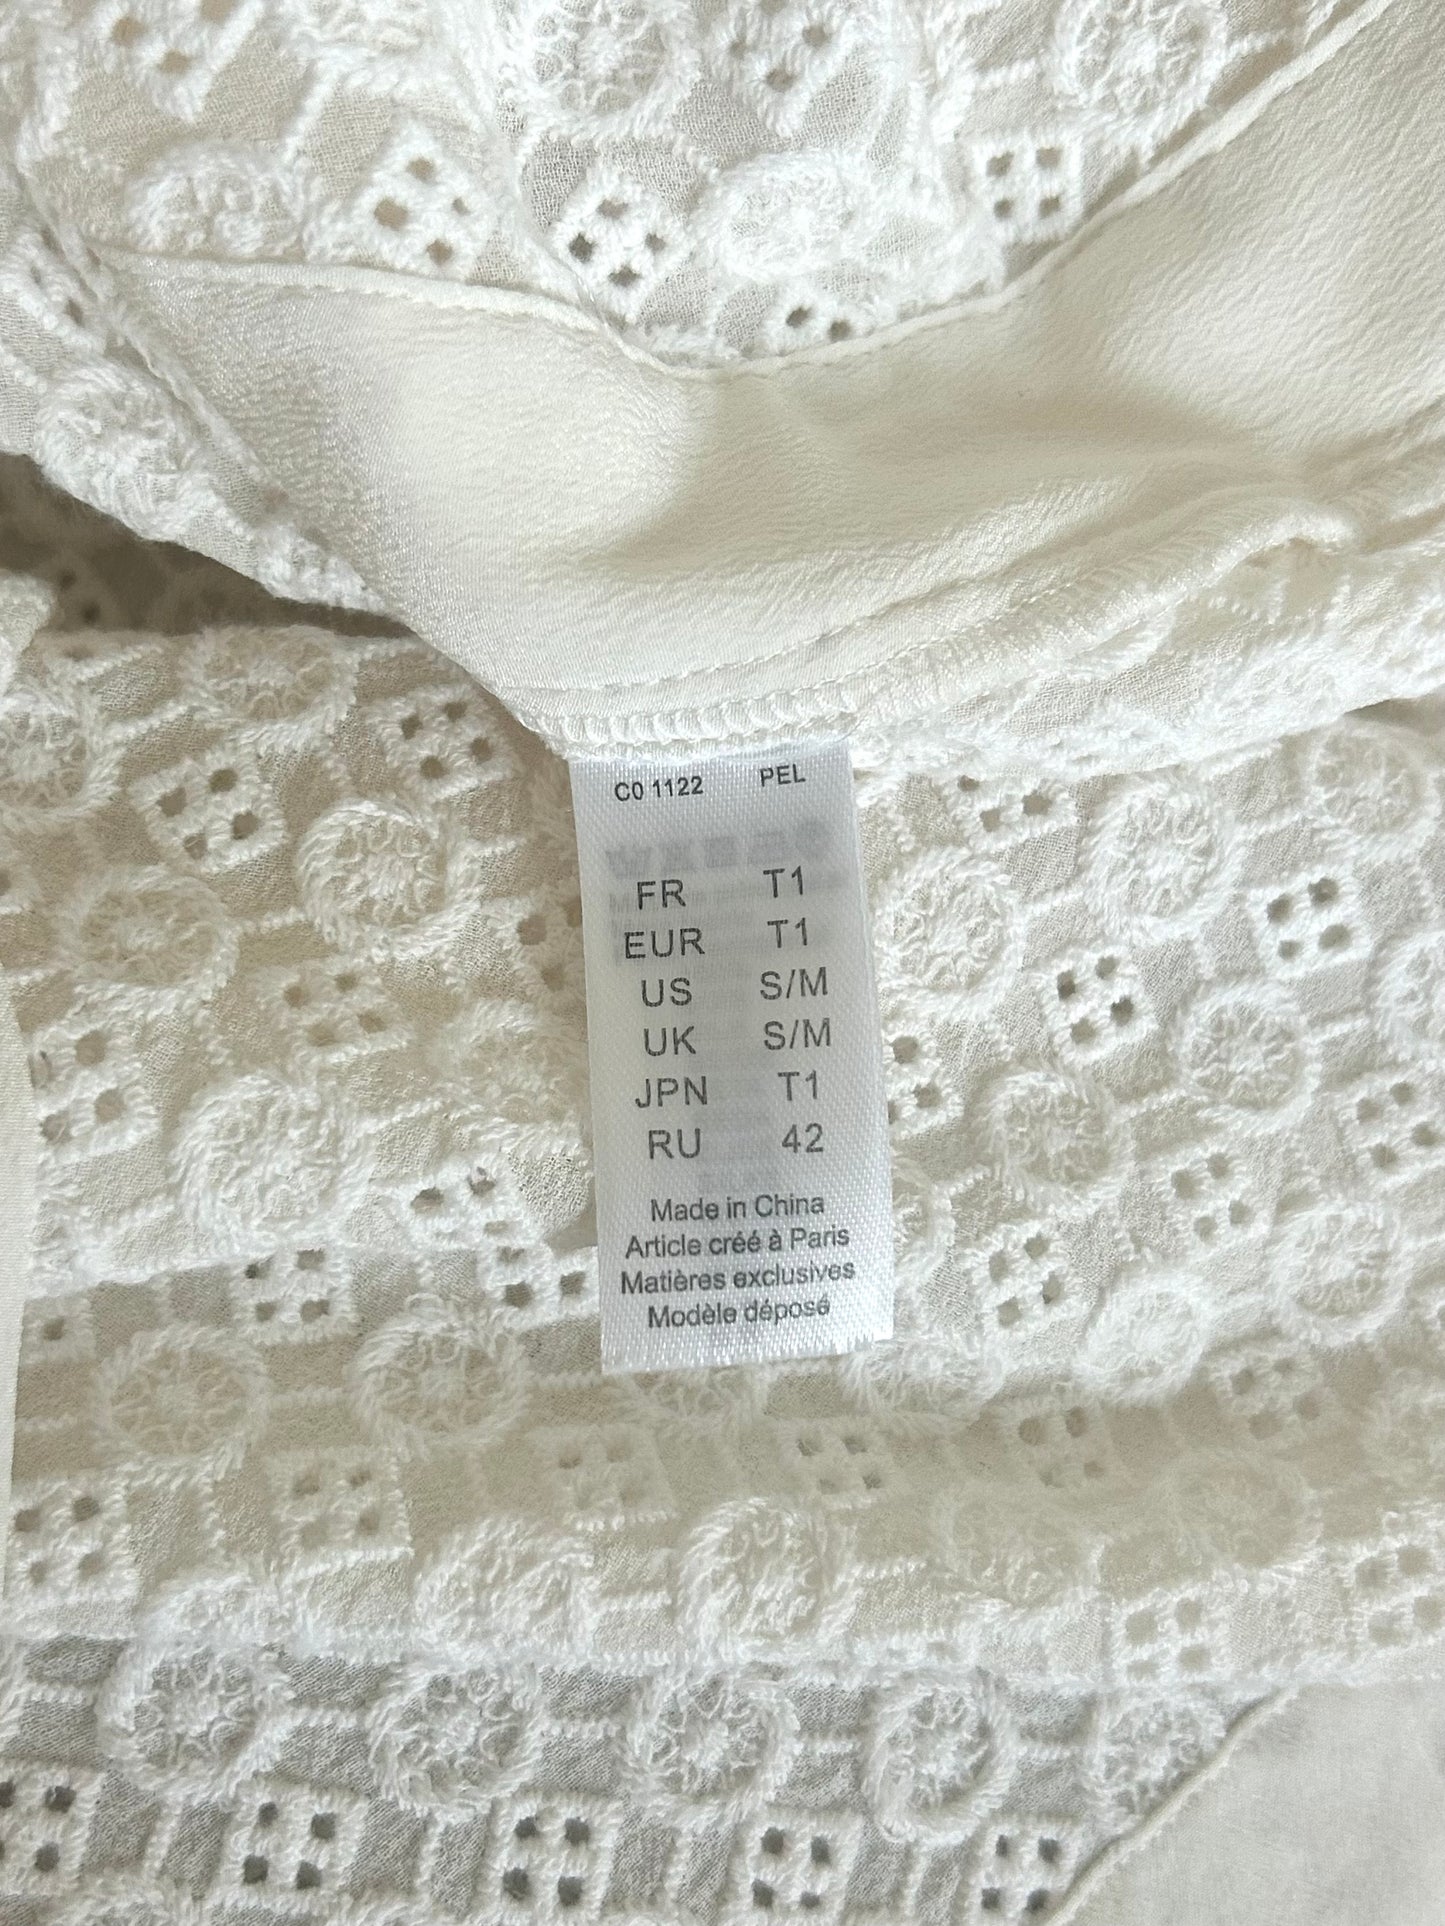 C0 1122 PEL
FR T1
EUR T1
US S/M
UK S/M
JPN T1
RU 42
Made in China
Article créé à Paris
Matières exclusives
Modèle déposé